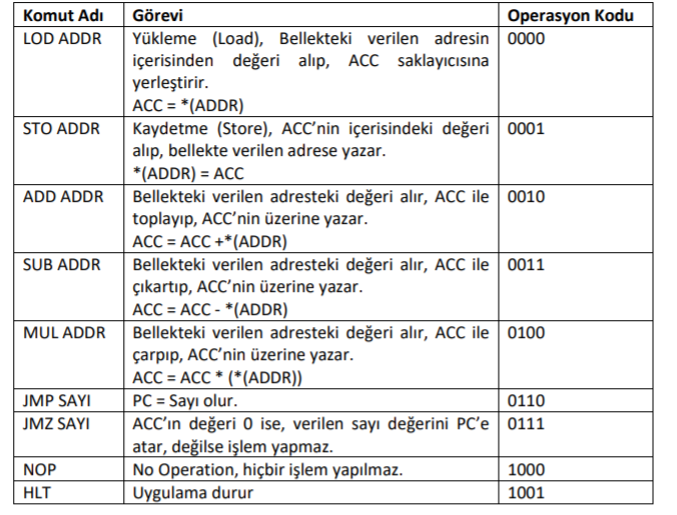 Komut Adı Görevi Operasyon Kodu
LOD ADDR Yükleme (Load), Bellekteki verilen adresin 0000
içerisinden değeri alıp, ACC saklayıcısına
yerleştirir.
ACC = *(ADDR)
STO ADDR Kaydetme (Store), ACC’nin içerisindeki değeri 0001
alıp, bellekte verilen adrese yazar.
*(ADDR) = ACC
ADD ADDR Bellekteki verilen adresteki değeri alır, ACC ile 0010
toplayıp, ACC’nin üzerine yazar.
ACC = ACC +*(ADDR)
SUB ADDR Bellekteki verilen adresteki değeri alır, ACC ile 0011
çıkartıp, ACC’nin üzerine yazar.
ACC = ACC - *(ADDR)
MUL ADDR Bellekteki verilen adresteki değeri alır, ACC ile 0100
çarpıp, ACC’nin üzerine yazar.
ACC = ACC * (*(ADDR))
JMP SAYI PC = Sayı olur. 0110
JMZ SAYI ACC’ın değeri 0 ise, verilen sayı değerini PC’e 0111
atar, değilse işlem yapmaz.
NOP No Operation, hiçbir işlem yapılmaz. 1000
HLT Uygulama durur 1001